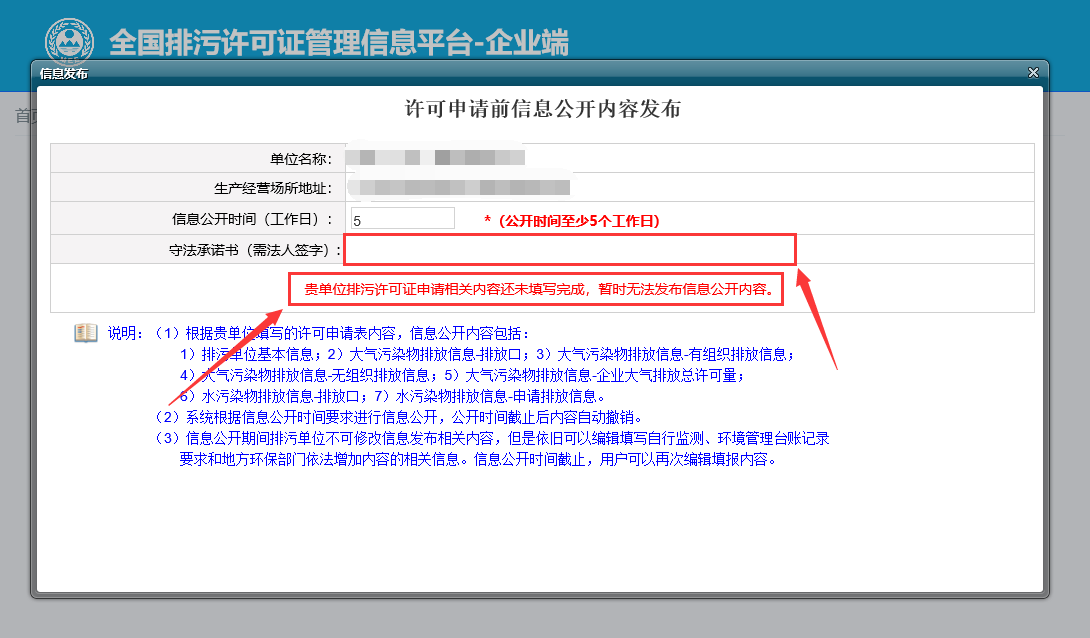 全国排污许可证管理信息平台-企业端
信息发布
首页
许可申请前信息公开内容发布
单位名称：
生产经营场所地址：
信息公开时间（工作日）： 5 *（公开时间至少5个工作日）
守法承诺书（需法人签字）：
贵单位排污许可证申请相关内容还未填写完成，暂时无法发布信息公开内容。
说明：（1）根据贵单位填写的许可申请表内容，信息公开内容包括：
1）排污单位基本信息；2）大气污染物排放信息-排放口；3）大气污染物排放信息-有组织排放信息；
4）大气污染物排放信息-无组织排放信息；5）大气污染物排放信息-企业大气排放总许可量；
6）水污染物排放信息-排放口；7）水污染物排放信息-申请排放信息。
（2）系统根据信息公开时间要求进行信息公开，公开时间截止后内容自动撤销。
（3）信息公开期间排污单位不可修改信息发布相关内容，但是依旧可以编辑填写自行监测、环境管理台账记录
要求和地方环保部门依法增加内容的相关信息。信息公开时间截止，用户可以再次编辑填报内容。